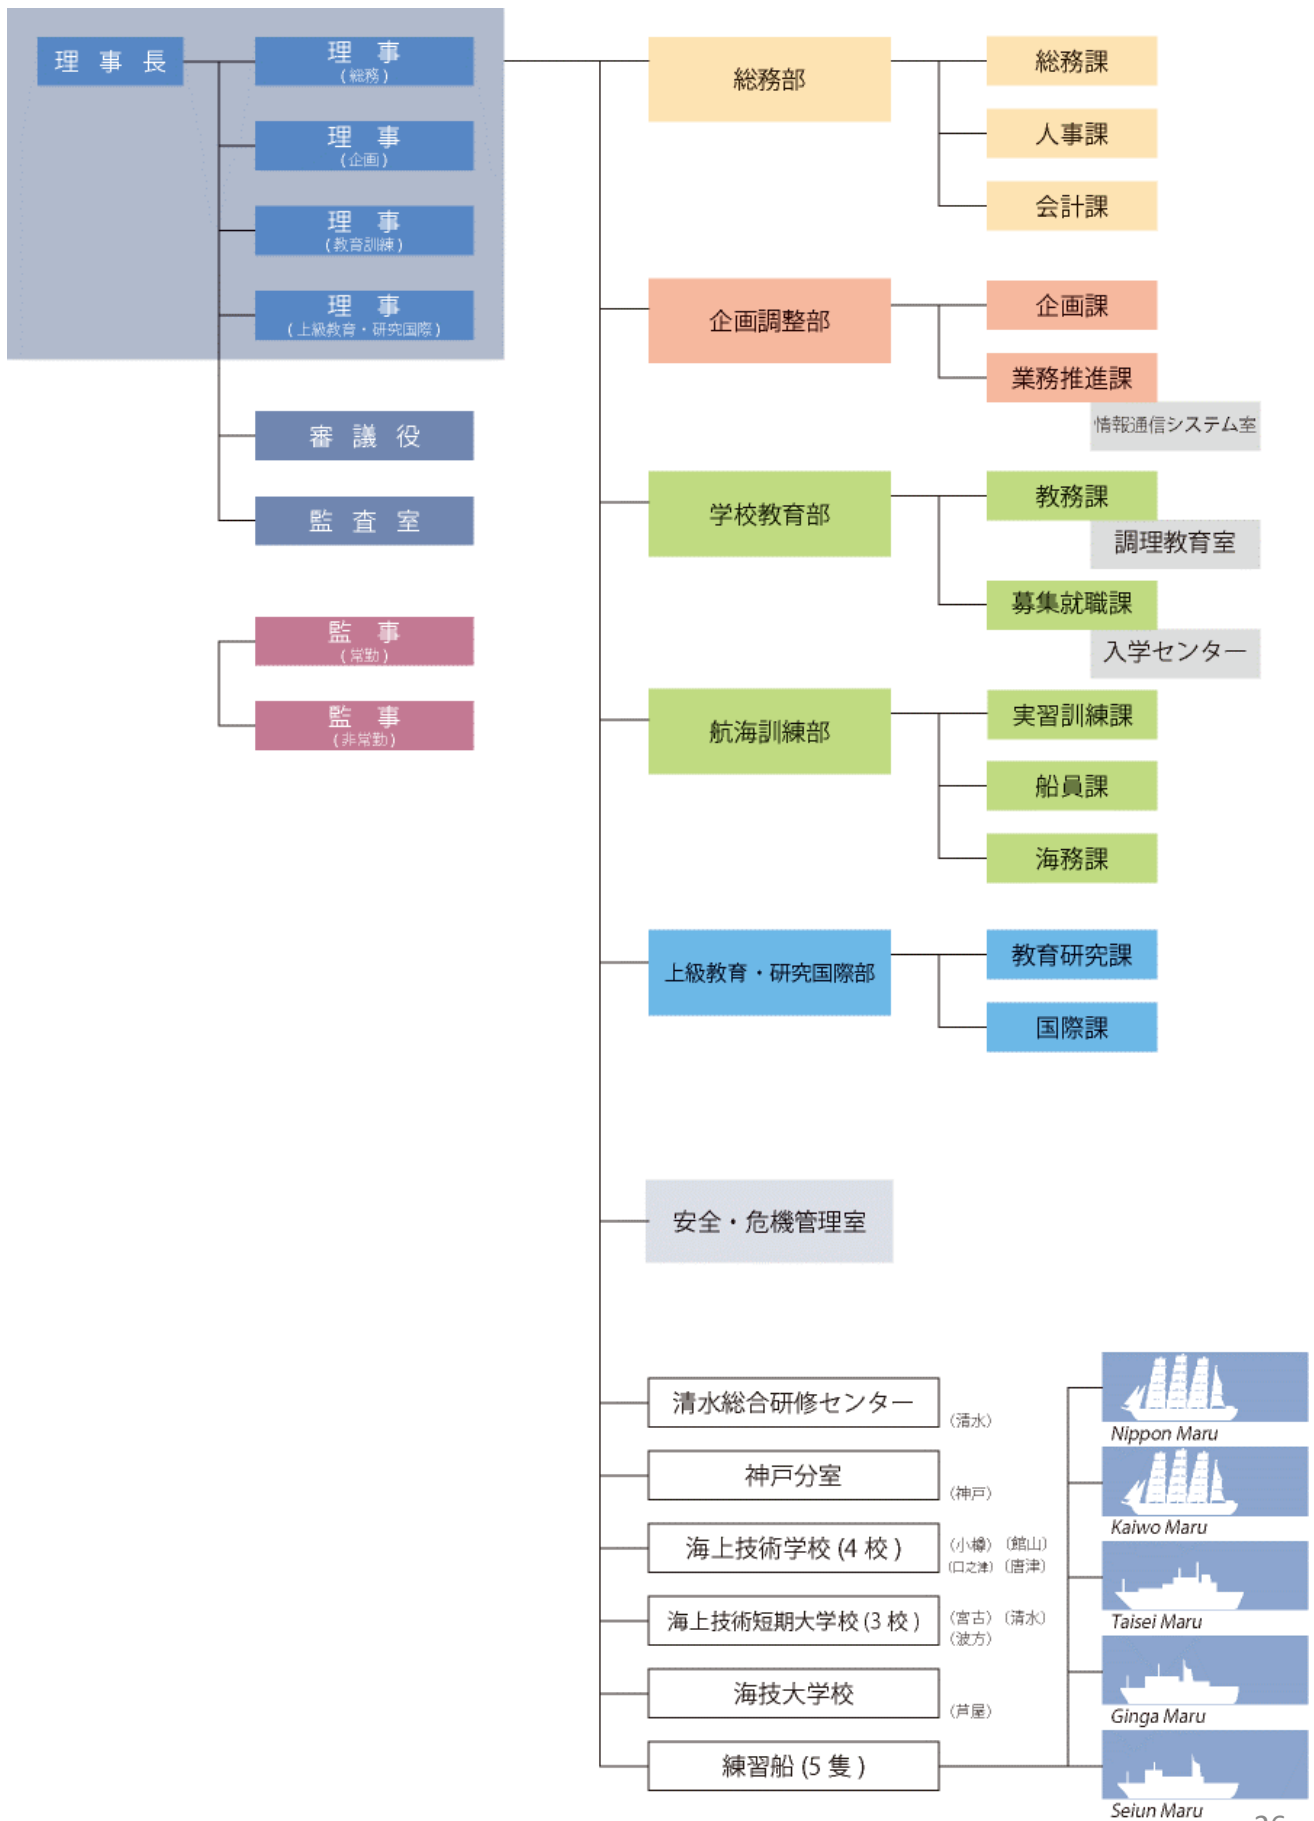 理事長
理事
(総務)
理事
(企画)
理事
(教育訓練)
理事
(上級教育・研究国際)
審議役
監査室
監事
(常勤)
監事
(非常勤)
総務部
総務課
人事課
会計課
企画調整部
企画課
業務推進課
情報通信システム室
学校教育部
教務課
調理教育室
募集就職課
入学センター
航海訓練部
実習訓練課
船員課
海務課
上級教育・研究国際部
教育研究課
国際課
安全・危機管理室
清水総合研修センター
(清水)
神戸分室
(神戸)
海上技術学校(4校)
(小樽) (館山)
(口之津) (唐津)
海上技術短期大学校(3校)
(宮古) (清水)
(波方)
海技大学校
(芦屋)
練習船(5隻)
Nippon Maru
Kaiwo Maru
Taisei Maru
Ginga Maru
Seiun Maru